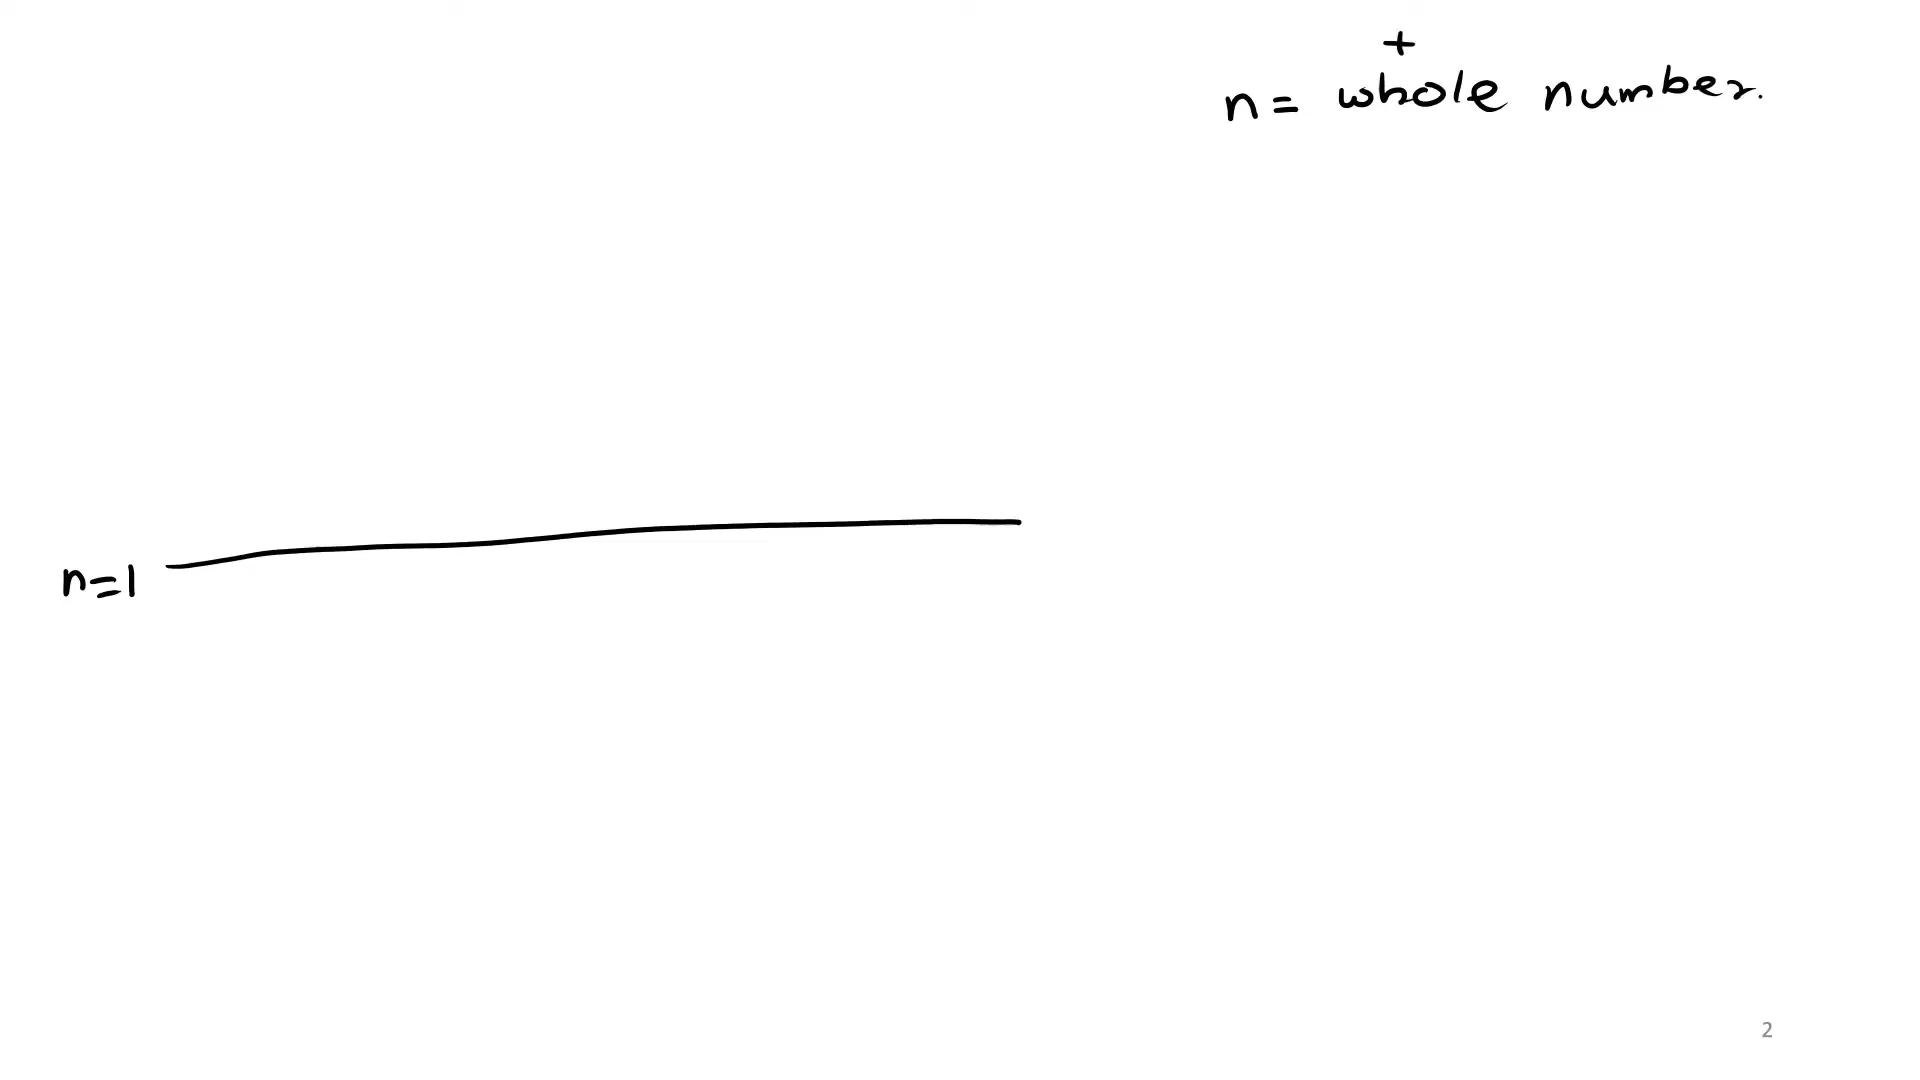 +
n = whole number.
n=1
2